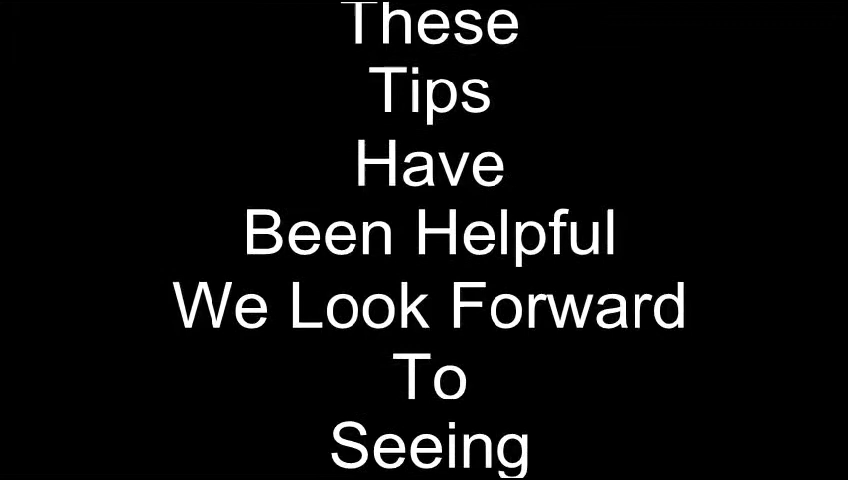 These
Tips
Have
Been Helpful
We Look Forward
To
Seeing